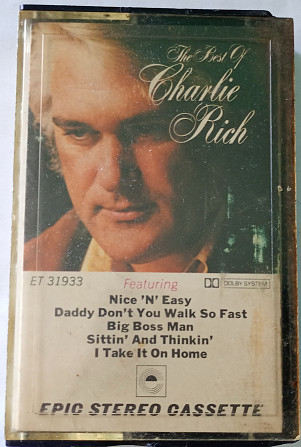 The Best Of
Charlie
Rich
ET 31933
Featuring
DOLBY SYSTEM
Nice 'N' Easy
Daddy Don't You Walk So Fast
Big Boss Man
Sittin' And Thinkin'
I Take It On Home
EPIC STEREO CASSETTE